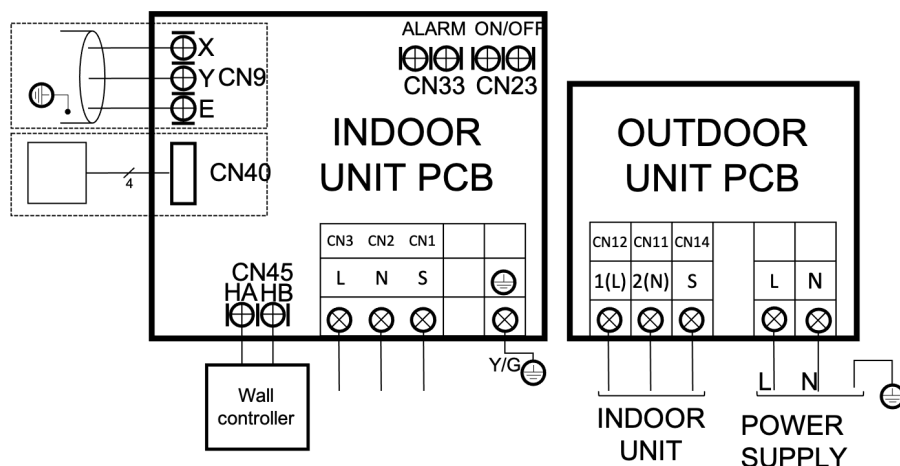 ALARM ON/OFF
X
Y CN9
E
CN33 CN23
INDOOR
UNIT PCB
CN40
4
CN45
HA HB
CN3 CN2 CN1
L N S
Y/G
Wall
controller
OUTDOOR
UNIT PCB
CN12 CN11 CN14
1(L) 2(N) S L N
L N
INDOOR
UNIT
POWER
SUPPLY